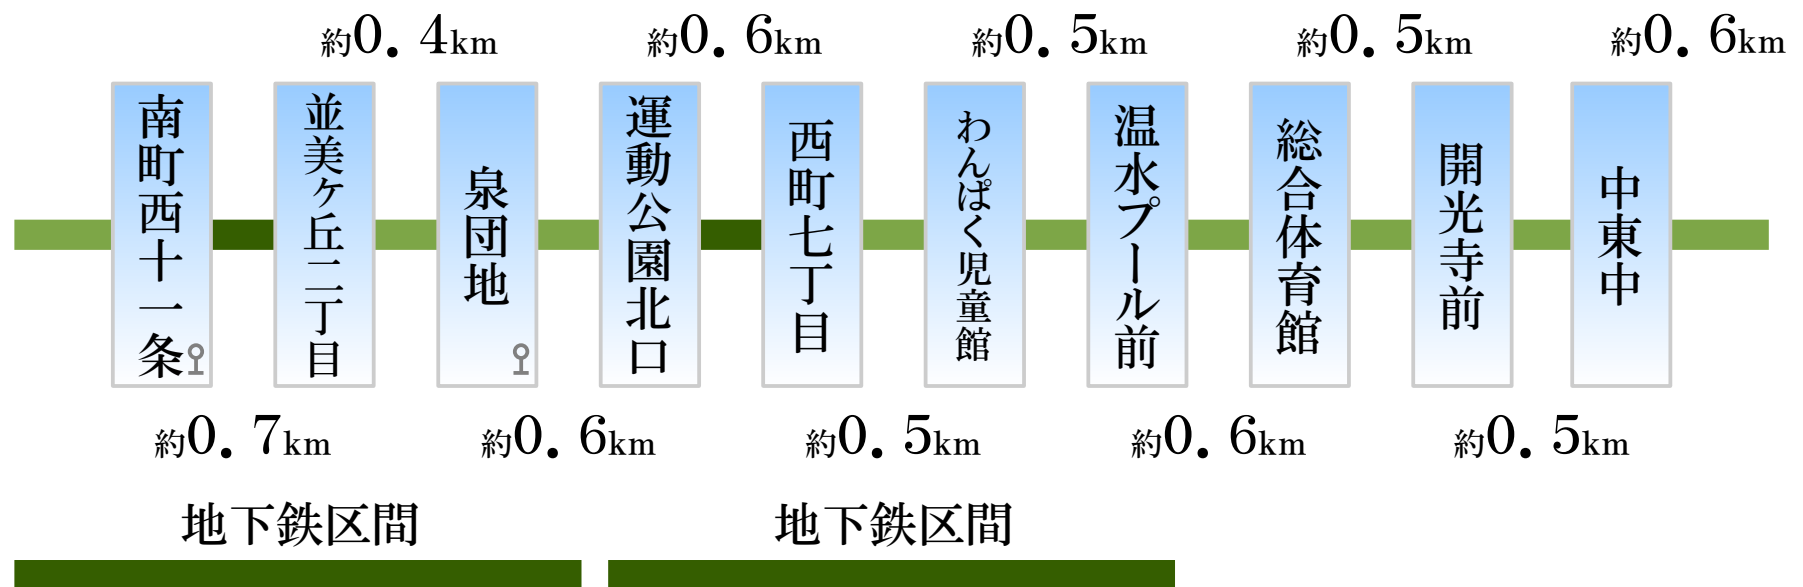 約0.4km
約0.6km
約0.5km
約0.5km
約0.6km
南町西十一条
並美ヶ丘二丁目
泉団地
運動公園北口
西町七丁目
わんぱく児童館
温水プール前
総合体育館
開光寺前
中東中
約0.7km
約0.6km
約0.5km
約0.6km
約0.5km
地下鉄区間
地下鉄区間